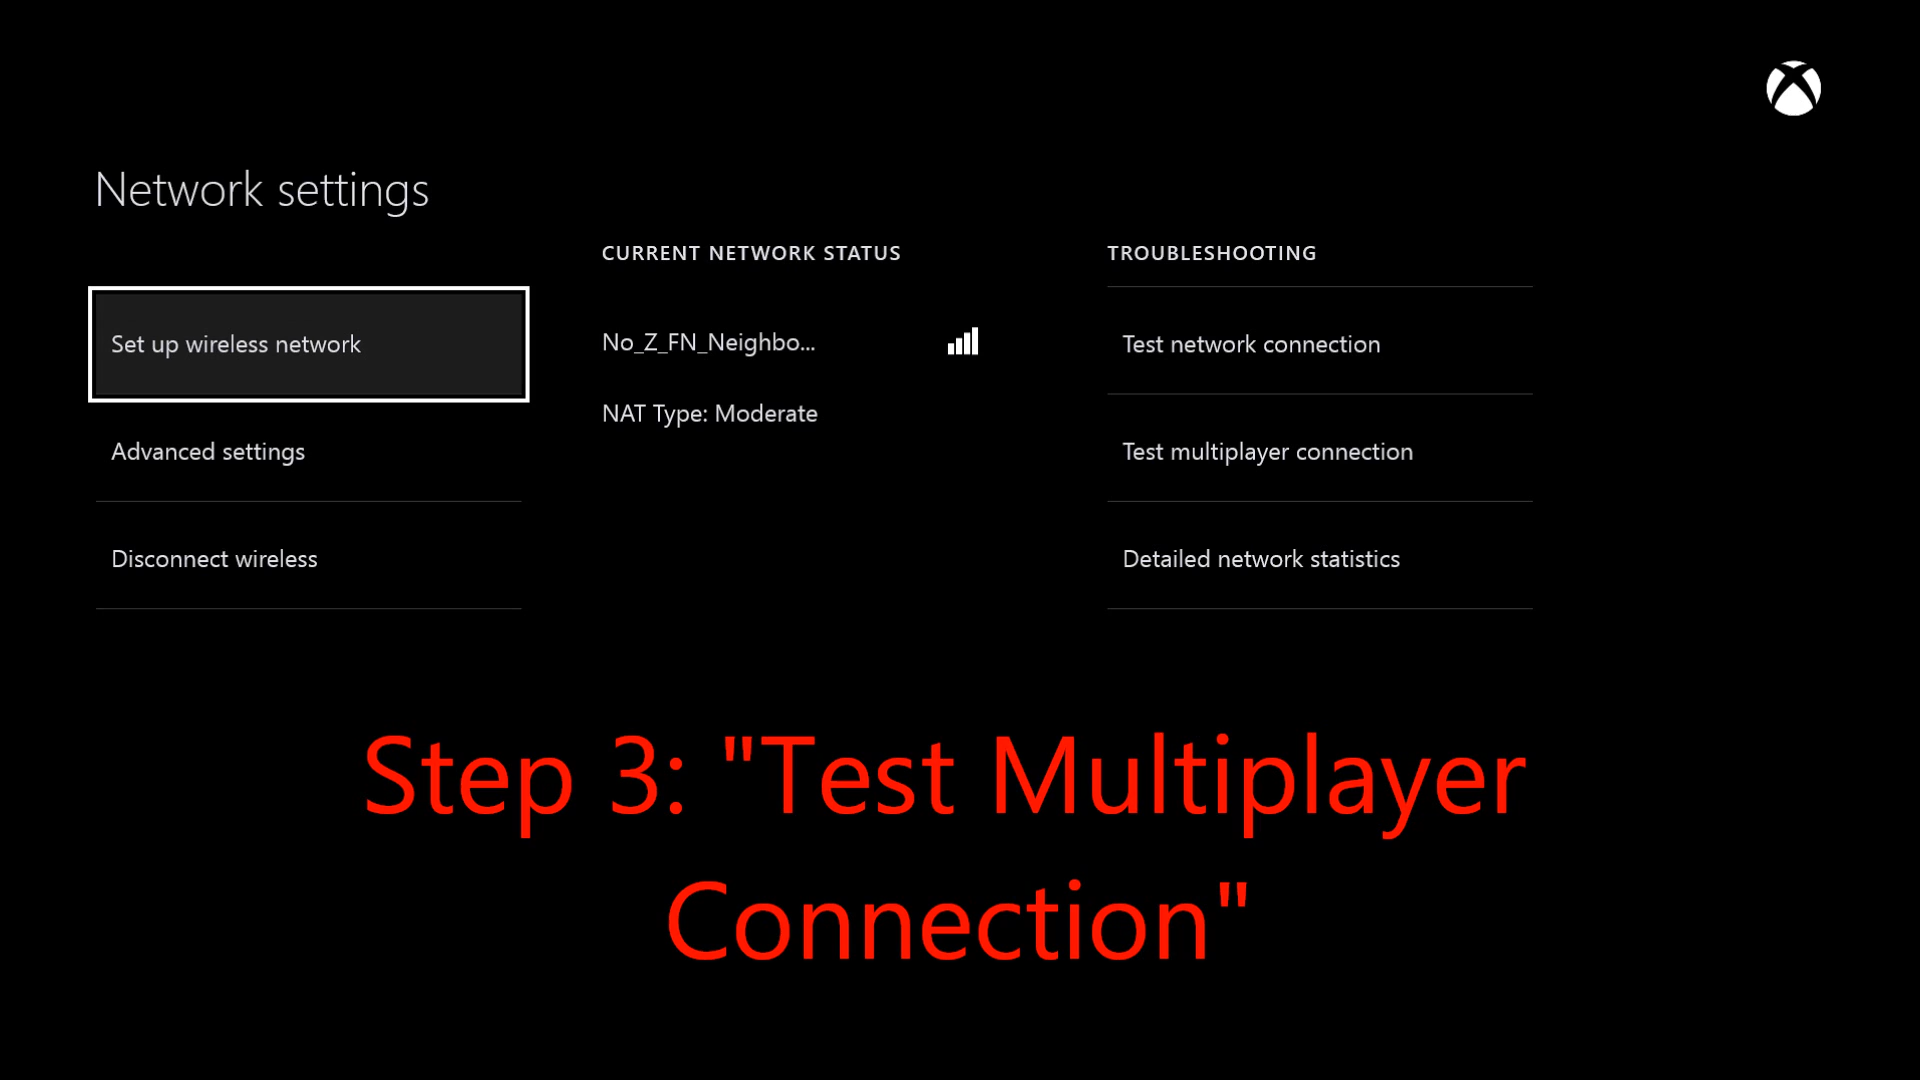 Network settings
Set up wireless network
Advanced settings
Disconnect wireless
CURRENT NETWORK STATUS
No_Z_FN_Neighbo...
NAT Type: Moderate
TROUBLESHOOTING
Test network connection
Test multiplayer connection
Detailed network statistics
Step 3: "Test Multiplayer
Connection"